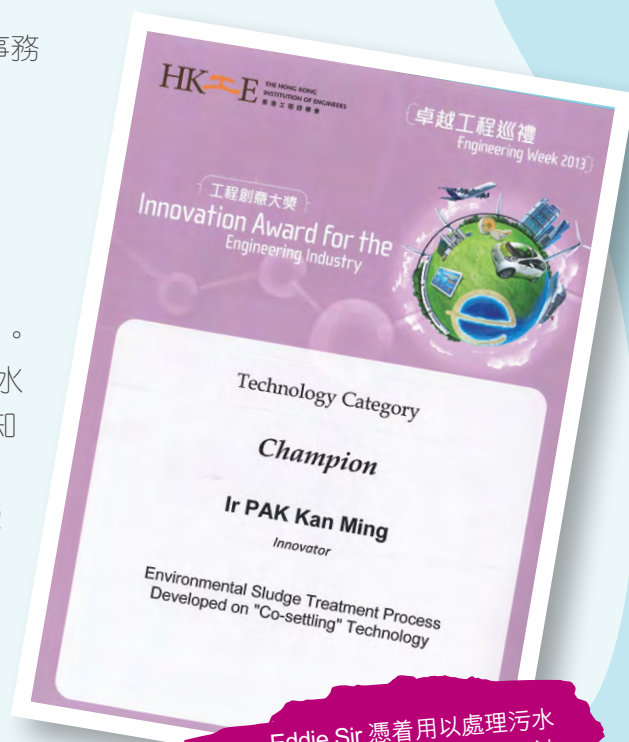 事務
。
水
知
HKIE THE HONG KONG
INSTITUTION OF ENGINEERS
香港工程師學會
卓越工程巡禮
Engineering Week 2013
工程創意大獎
Innovation Award for the
Engineering Industry
e
Technology Category
Champion
Ir PAK Kan Ming
Innovator
Environmental Sludge Treatment Process
Developed on "Co-settling" Technology
Eddie Sir 憑着用以處理污水